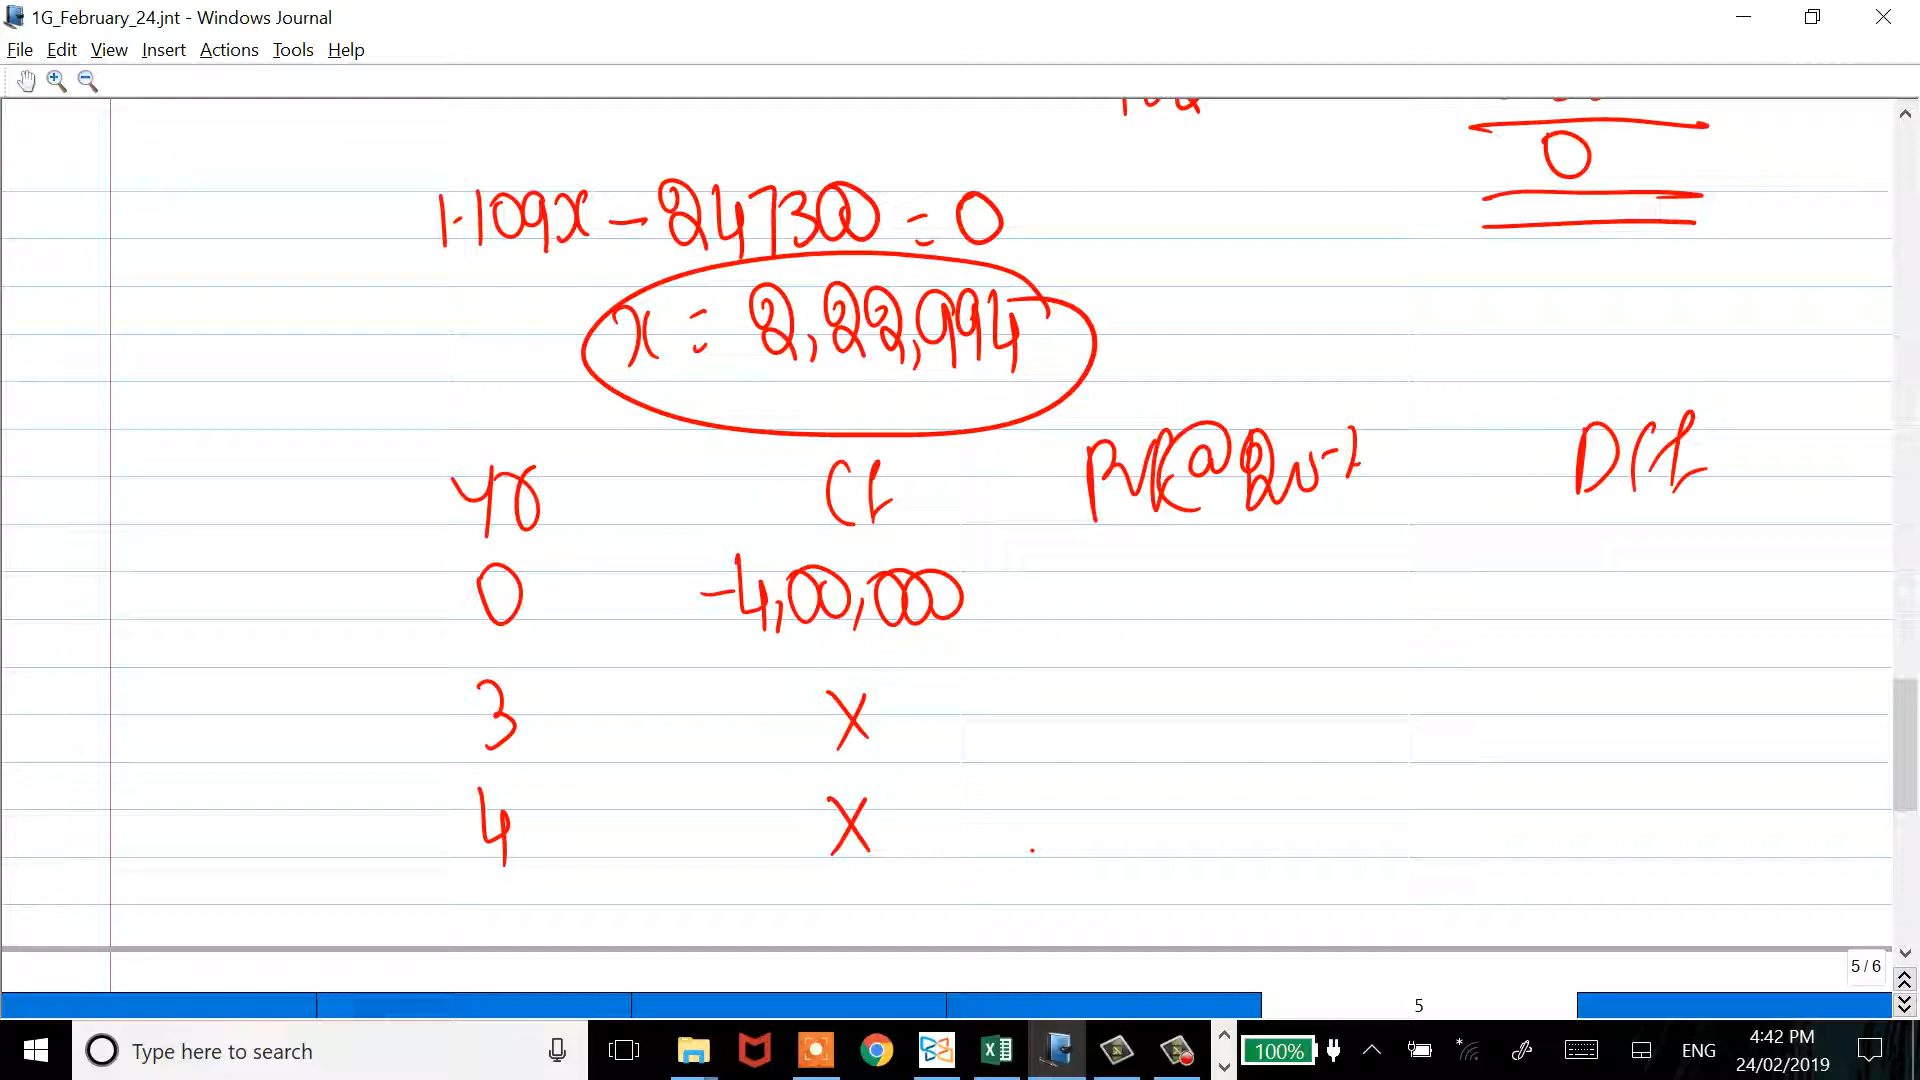 1G_February_24.jnt - Windows Journal
File Edit View Insert Actions Tools Help
0
1.109x - 247300 = 0
x = 2,22,994
Yr CF PVF@20% DCF
0 -4,00,000
3 X
4 X
5 / 6
5
Type here to search
100%
ENG
4:42 PM
24/02/2019